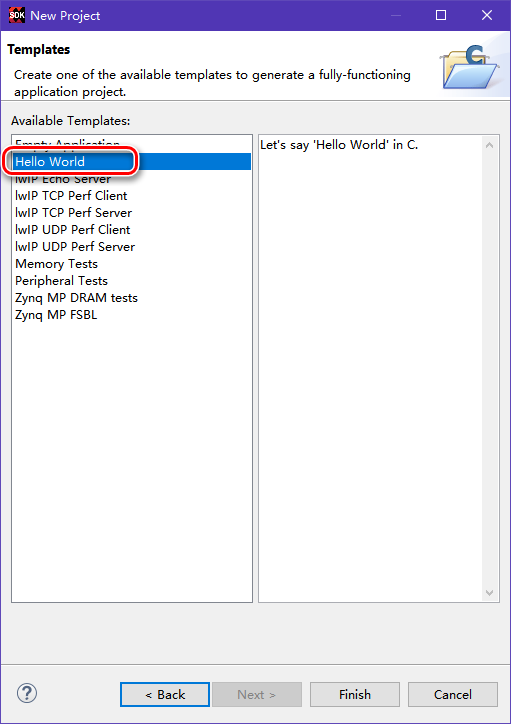 SDK New Project
Templates
Create one of the available templates to generate a fully-functioning
application project.
Available Templates:
Empty Application
Hello World
lwIP Echo Server
lwIP TCP Perf Client
lwIP TCP Perf Server
lwIP UDP Perf Client
lwIP UDP Perf Server
Memory Tests
Peripheral Tests
Zynq MP DRAM tests
Zynq MP FSBL
Let's say 'Hello World' in C.
? < Back Next > Finish Cancel